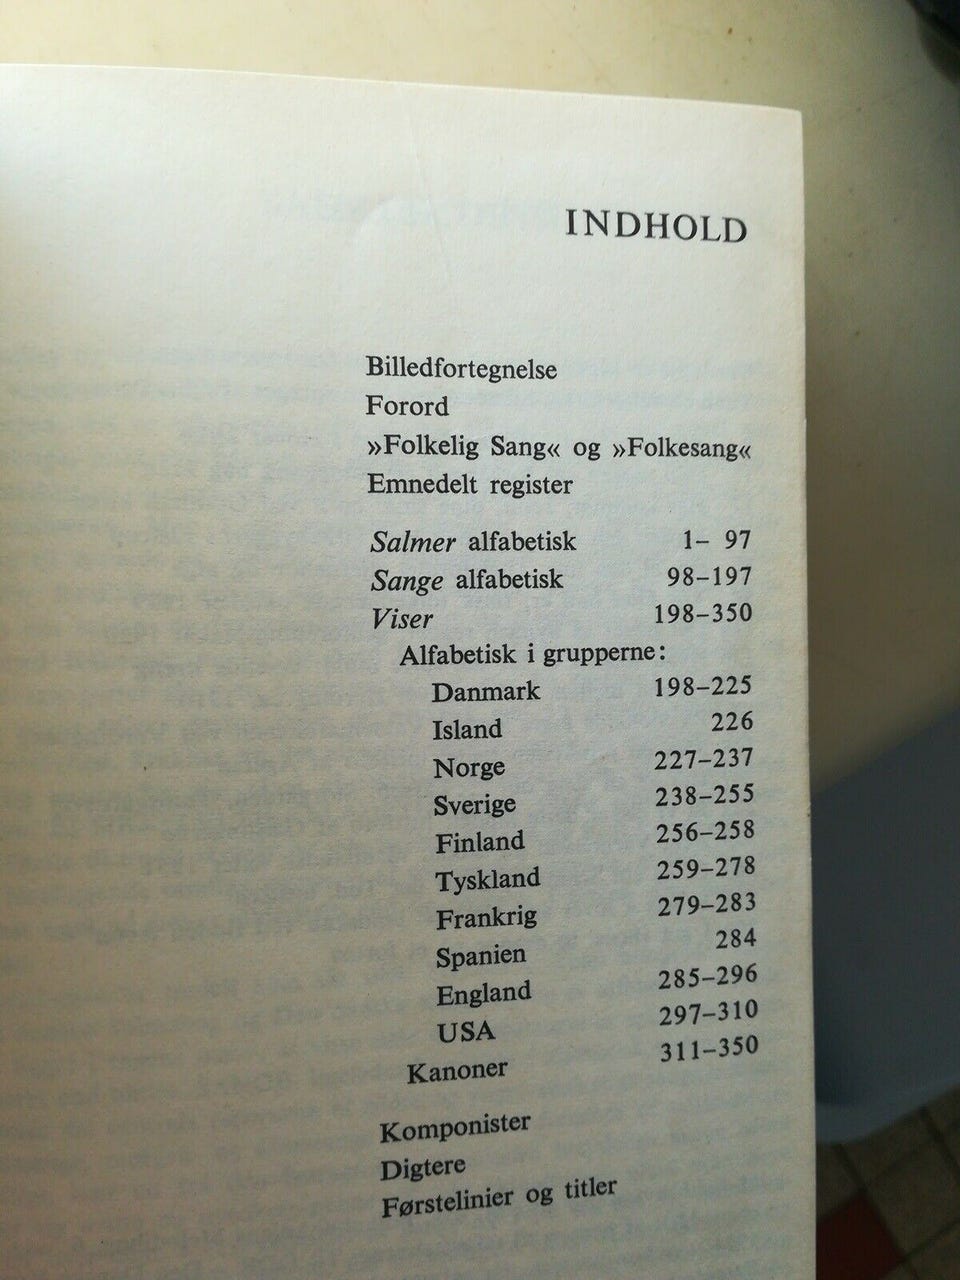 INDHOLD
Billedfortegnelse
Forord
»Folkelig Sang« og »Folkesang«
Emnedelt register
Salmer alfabetisk 1– 97
Sange alfabetisk 98–197
Viser 198–350
Alfabetisk i grupperne:
Danmark 198–225
Island 226
Norge 227–237
Sverige 238–255
Finland 256–258
Tyskland 259–278
Frankrig 279–283
Spanien 284
England 285–296
USA 297–310
Kanoner 311–350
Komponister
Digtere
Førstelinier og titler